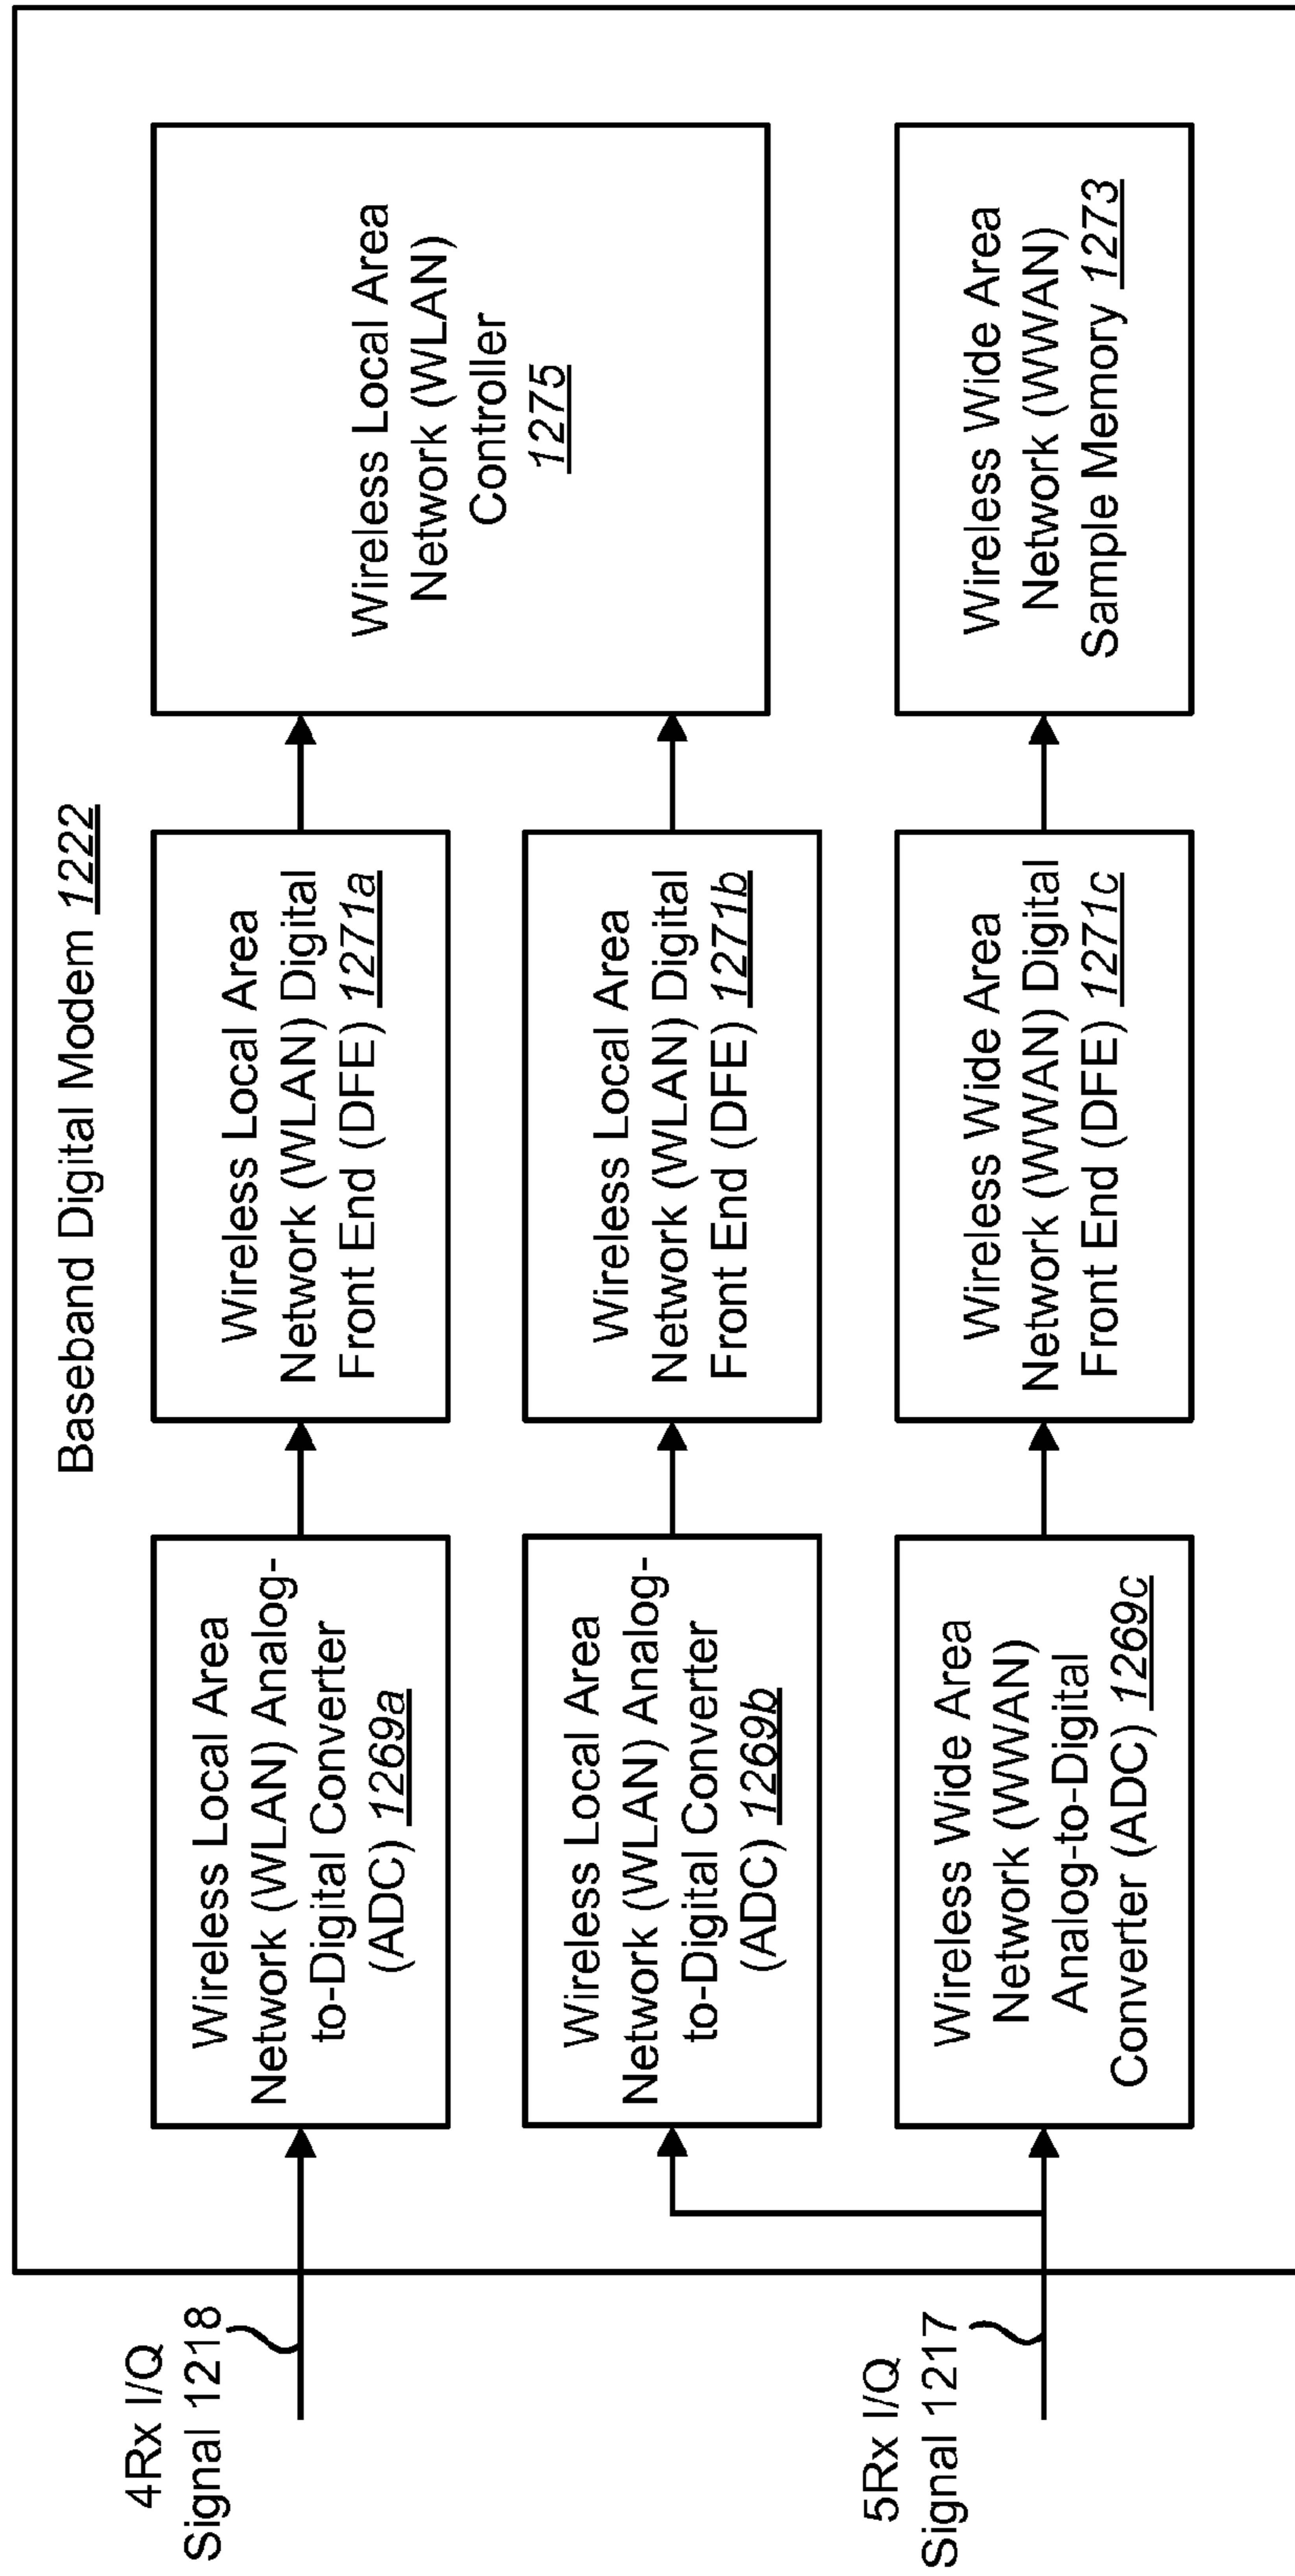 Baseband Digital Modem 1222
4Rx I/Q
Signal 1218
Wireless Local Area
Network (WLAN) Analog-
to-Digital Converter
(ADC) 1269a
Wireless Local Area
Network (WLAN) Digital
Front End (DFE) 1271a
Wireless Local Area
Network (WLAN)
Controller
1275
Wireless Local Area
Network (WLAN) Analog-
to-Digital Converter
(ADC) 1269b
Wireless Local Area
Network (WLAN) Digital
Front End (DFE) 1271b
5Rx I/Q
Signal 1217
Wireless Wide Area
Network (WWAN)
Analog-to-Digital
Converter (ADC) 1269c
Wireless Wide Area
Network (WWAN) Digital
Front End (DFE) 1271c
Wireless Wide Area
Network (WWAN)
Sample Memory 1273